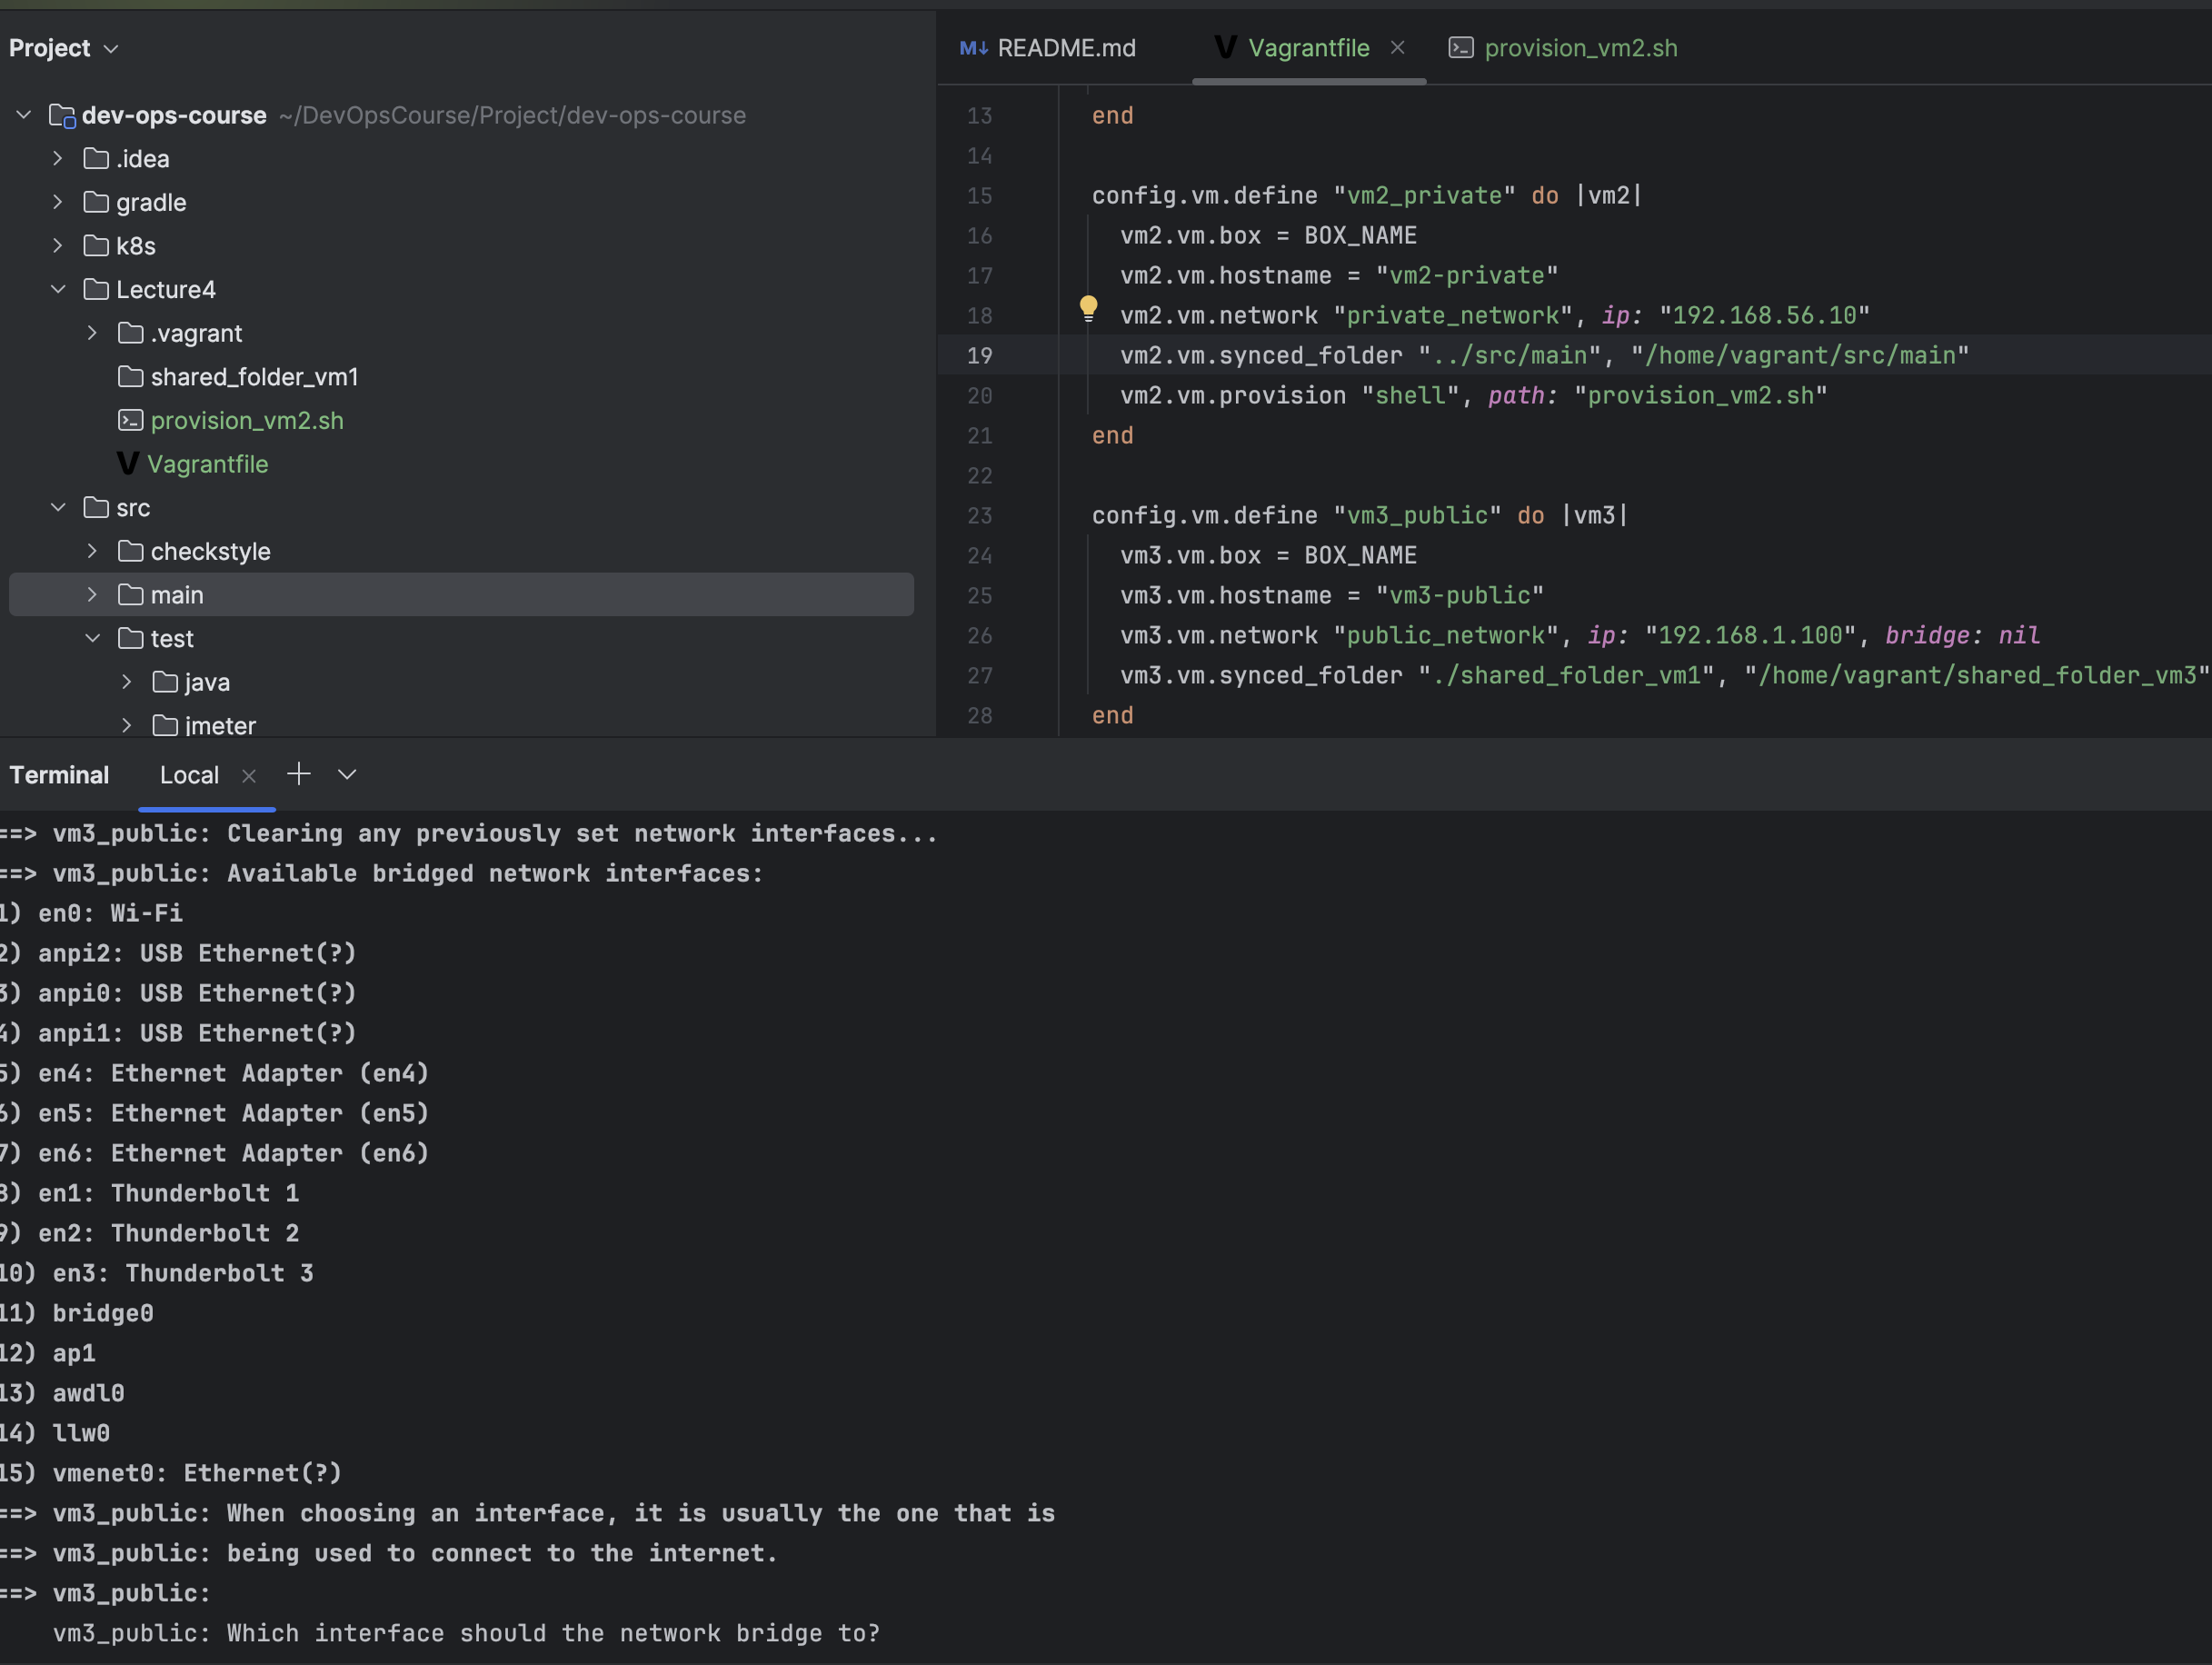 Project
dev-ops-course ~/DevOpsCourse/Project/dev-ops-course
.idea
gradle
k8s
Lecture4
.vagrant
shared_folder_vm1
provision_vm2.sh
V Vagrantfile
src
checkstyle
main
test
java
jmeter
M↓ README.md
V Vagrantfile
provision_vm2.sh
13 end
14
15 config.vm.define "vm2_private" do |vm2|
16 vm2.vm.box = BOX_NAME
17 vm2.vm.hostname = "vm2-private"
18 vm2.vm.network "private_network", ip: "192.168.56.10"
19 vm2.vm.synced_folder "../src/main", "/home/vagrant/src/main"
20 vm2.vm.provision "shell", path: "provision_vm2.sh"
21 end
22
23 config.vm.define "vm3_public" do |vm3|
24 vm3.vm.box = BOX_NAME
25 vm3.vm.hostname = "vm3-public"
26 vm3.vm.network "public_network", ip: "192.168.1.100", bridge: nil
27 vm3.vm.synced_folder "./shared_folder_vm1", "/home/vagrant/shared_folder_vm3"
28 end
Terminal Local
==> vm3_public: Clearing any previously set network interfaces...
==> vm3_public: Available bridged network interfaces:
1) en0: Wi-Fi
2) anpi2: USB Ethernet(?)
3) anpi0: USB Ethernet(?)
4) anpi1: USB Ethernet(?)
5) en4: Ethernet Adapter (en4)
6) en5: Ethernet Adapter (en5)
7) en6: Ethernet Adapter (en6)
8) en1: Thunderbolt 1
9) en2: Thunderbolt 2
10) en3: Thunderbolt 3
11) bridge0
12) ap1
13) awdl0
14) llw0
15) vmenet0: Ethernet(?)
==> vm3_public: When choosing an interface, it is usually the one that is
==> vm3_public: being used to connect to the internet.
==> vm3_public:
vm3_public: Which interface should the network bridge to?